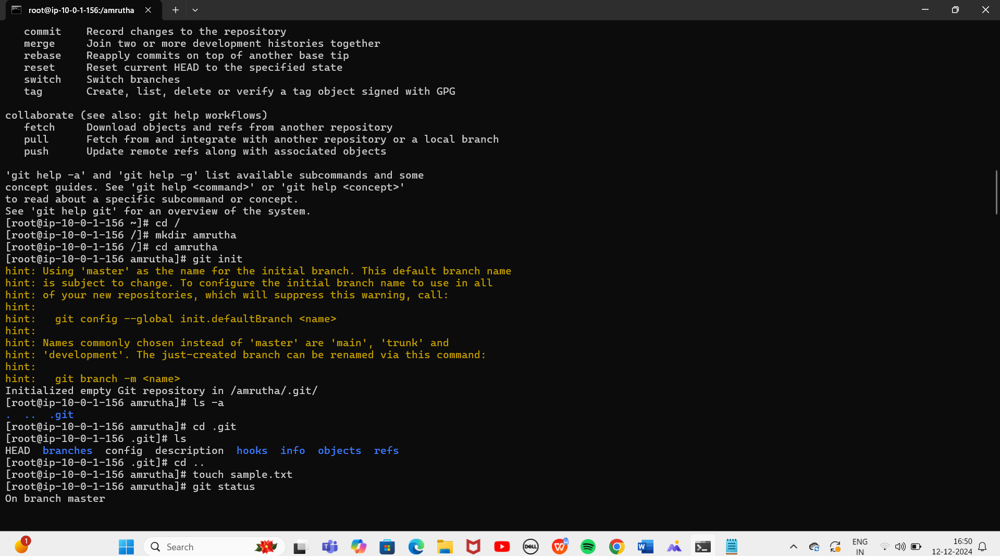 root@ip-10-0-1-156:/amrutha
   commit    Record changes to the repository
   merge     Join two or more development histories together
   rebase    Reapply commits on top of another base tip
   reset     Reset current HEAD to the specified state
   switch    Switch branches
   tag       Create, list, delete or verify a tag object signed with GPG

collaborate (see also: git help workflows)
   fetch     Download objects and refs from another repository
   pull      Fetch from and integrate with another repository or a local branch
   push      Update remote refs along with associated objects

'git help -a' and 'git help -g' list available subcommands and some
concept guides. See 'git help <command>' or 'git help <concept>'
to read about a specific subcommand or concept.
See 'git help git' for an overview of the system.
[root@ip-10-0-1-156 ~]# cd /
[root@ip-10-0-1-156 /]# mkdir amrutha
[root@ip-10-0-1-156 /]# cd amrutha
[root@ip-10-0-1-156 amrutha]# git init
hint: Using 'master' as the name for the initial branch. This default branch name
hint: is subject to change. To configure the initial branch name to use in all
hint: of your new repositories, which will suppress this warning, call:
hint:
hint:   git config --global init.defaultBranch <name>
hint:
hint: Names commonly chosen instead of 'master' are 'main', 'trunk' and
hint: 'development'. The just-created branch can be renamed via this command:
hint:
hint:   git branch -m <name>
Initialized empty Git repository in /amrutha/.git/
[root@ip-10-0-1-156 amrutha]# ls -a
.  ..  .git
[root@ip-10-0-1-156 amrutha]# cd .git
[root@ip-10-0-1-156 .git]# ls
HEAD  branches  config  description  hooks  info  objects  refs
[root@ip-10-0-1-156 .git]# cd ..
[root@ip-10-0-1-156 amrutha]# touch sample.txt
[root@ip-10-0-1-156 amrutha]# git status
On branch master
1
Search
DELL
ENG
IN
16:50
12-12-2024